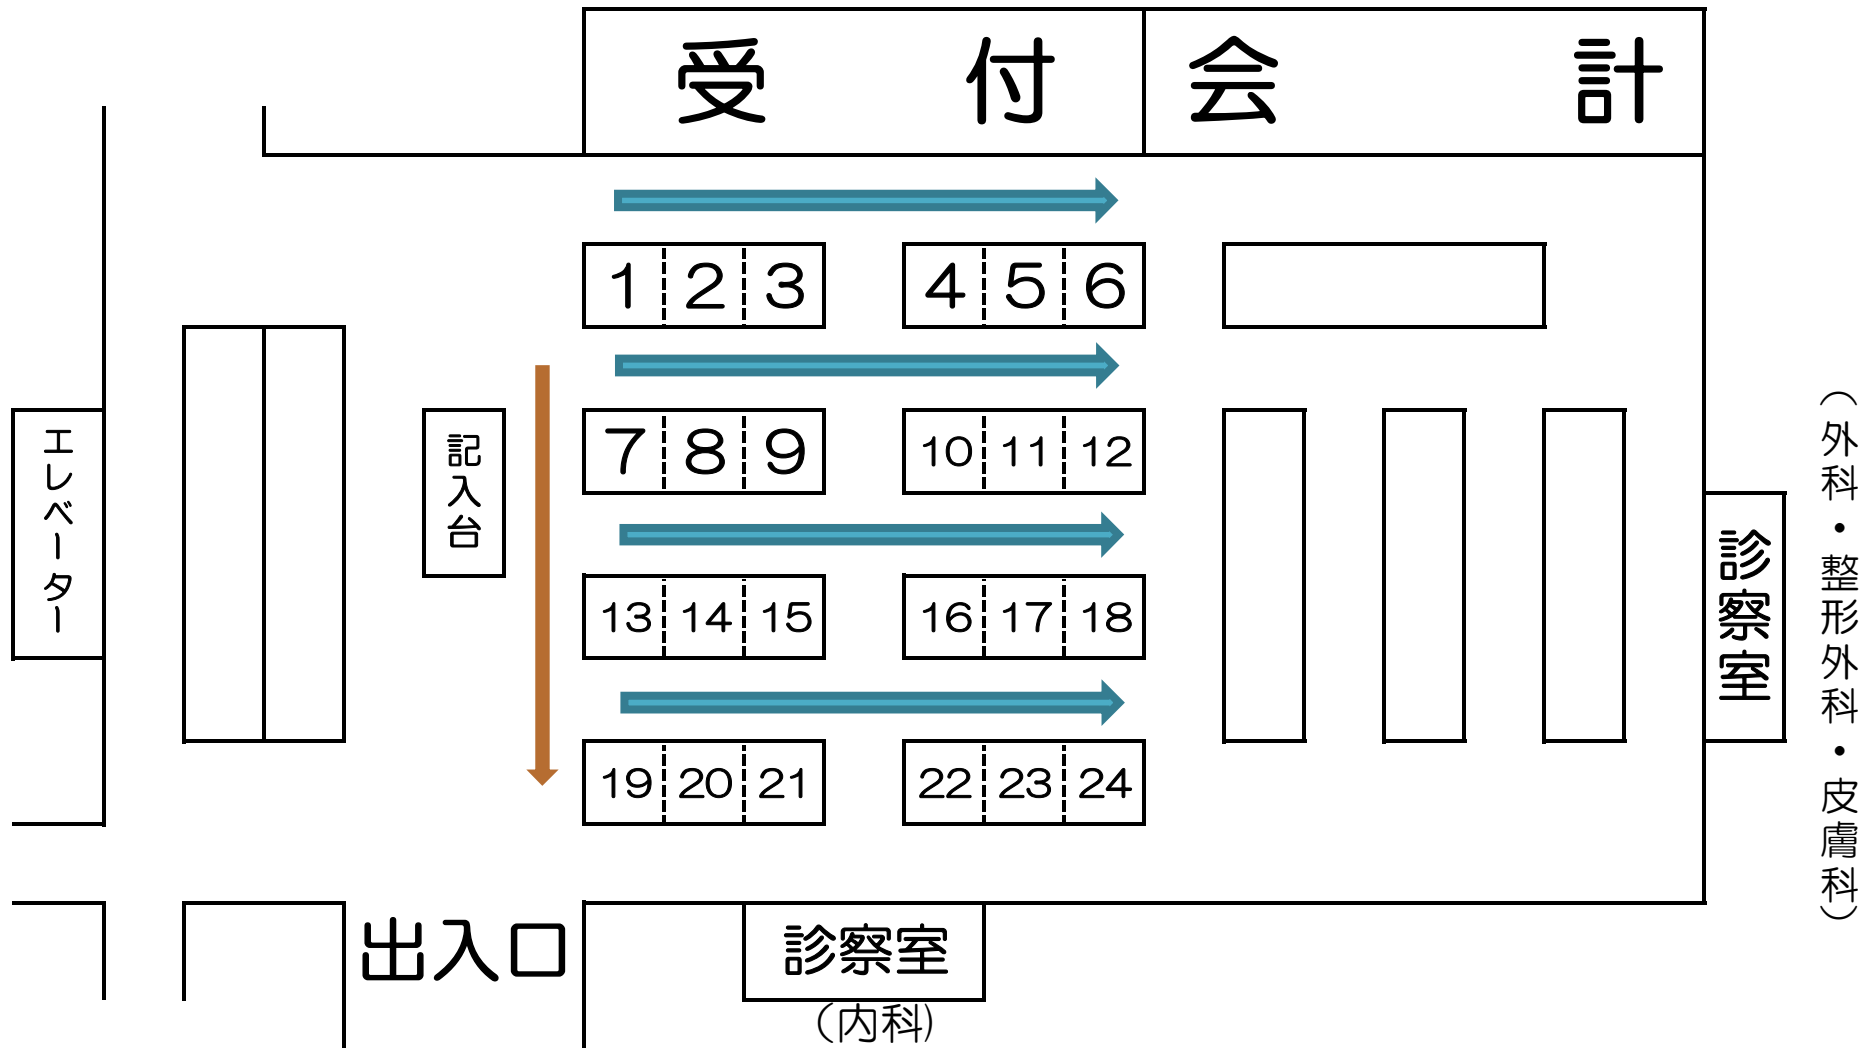 受付
会計
1 2 3
4 5 6
7 8 9
10 11 12
13 14 15
16 17 18
19 20 21
22 23 24
エレベーター
記入台
診察室
（外科・整形外科・皮膚科）
出入口
診察室
（内科）